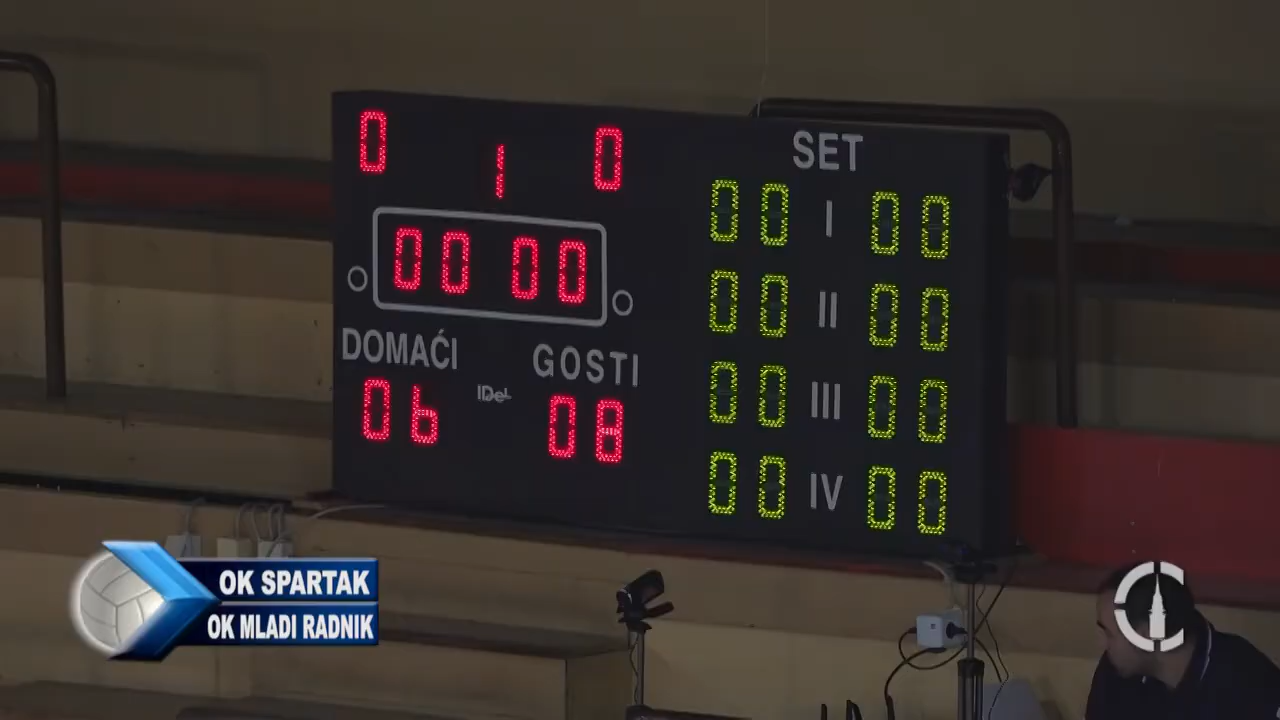 0 1 0
00 00
DOMAĆI GOSTI
06 08
IDeL
SET
00 I 00
00 II 00
00 III 00
00 IV 00
OK SPARTAK
OK MLADI RADNIK